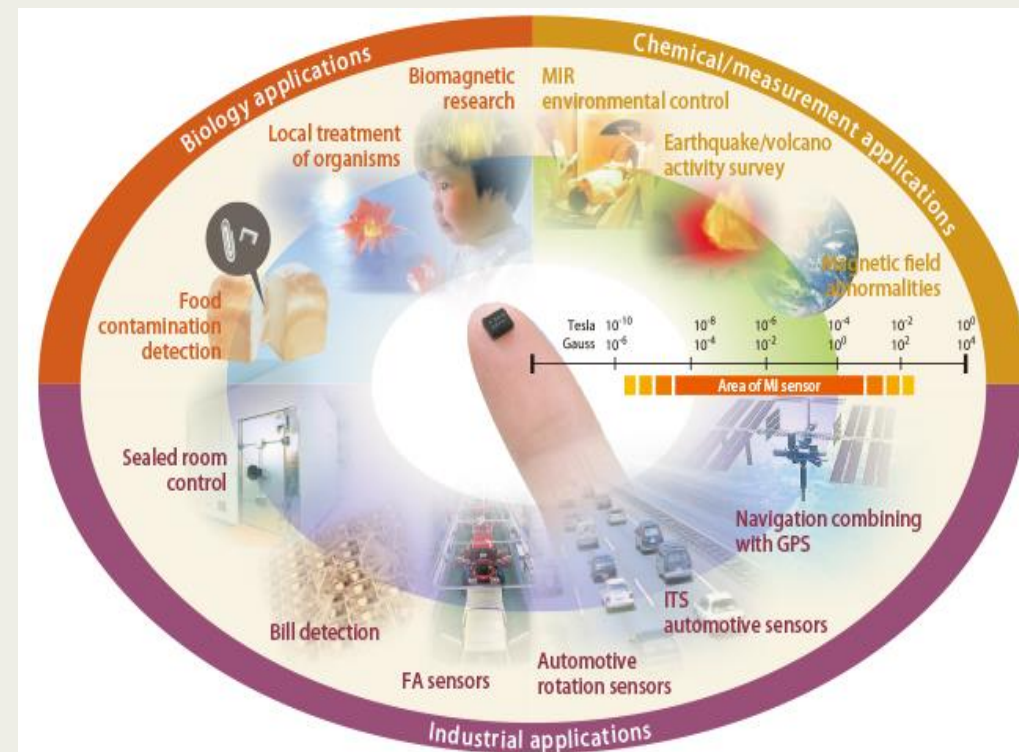 Biology applications
Chemical/measurement applications
Biomagnetic
research
MIR
environmental control
Local treatment
of organisms
Earthquake/volcano
activity survey
Magnetic field
abnormalities
Food
contamination
detection
Tesla 10⁻¹⁰ 10⁻⁸ 10⁻⁶ 10⁻⁴ 10⁻² 10⁰
Gauss 10⁻⁶ 10⁻⁴ 10⁻² 10⁰ 10² 10⁴
Area of MI sensor
Sealed room
control
Navigation combining
with GPS
Bill detection
ITS
automotive sensors
FA sensors
Automotive
rotation sensors
Industrial applications